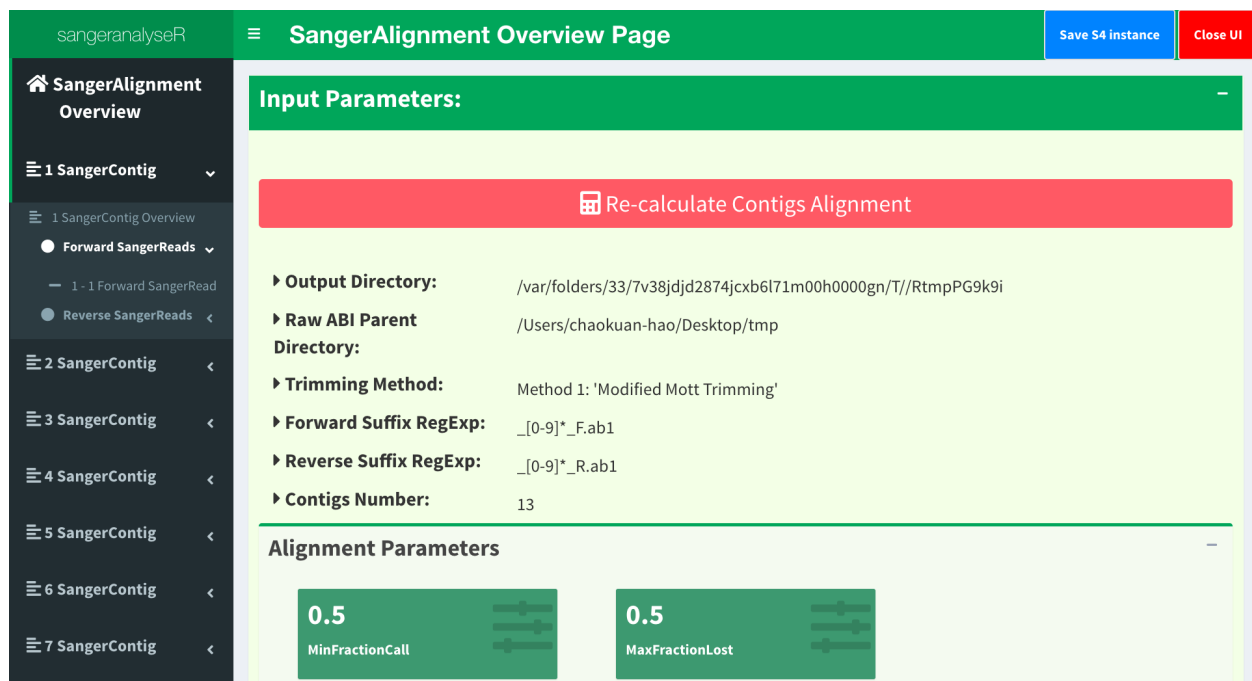 sangeranalyseR
SangerAlignment Overview Page
Save S4 instance
Close UI
SangerAlignment
Overview
1 SangerContig
1 SangerContig Overview
Forward SangerReads
1 - 1 Forward SangerRead
Reverse SangerReads
2 SangerContig
3 SangerContig
4 SangerContig
5 SangerContig
6 SangerContig
7 SangerContig
Input Parameters:
Re-calculate Contigs Alignment
Output Directory: /var/folders/33/7v38jdjd2874jcxb6l71m00h0000gn/T//RtmpPG9k9i
Raw ABI Parent /Users/chaokuan-hao/Desktop/tmp
Directory:
Trimming Method: Method 1: 'Modified Mott Trimming'
Forward Suffix RegExp: _[0-9]*_F.ab1
Reverse Suffix RegExp: _[0-9]*_R.ab1
Contigs Number: 13
Alignment Parameters
0.5
MinFractionCall
0.5
MaxFractionLost